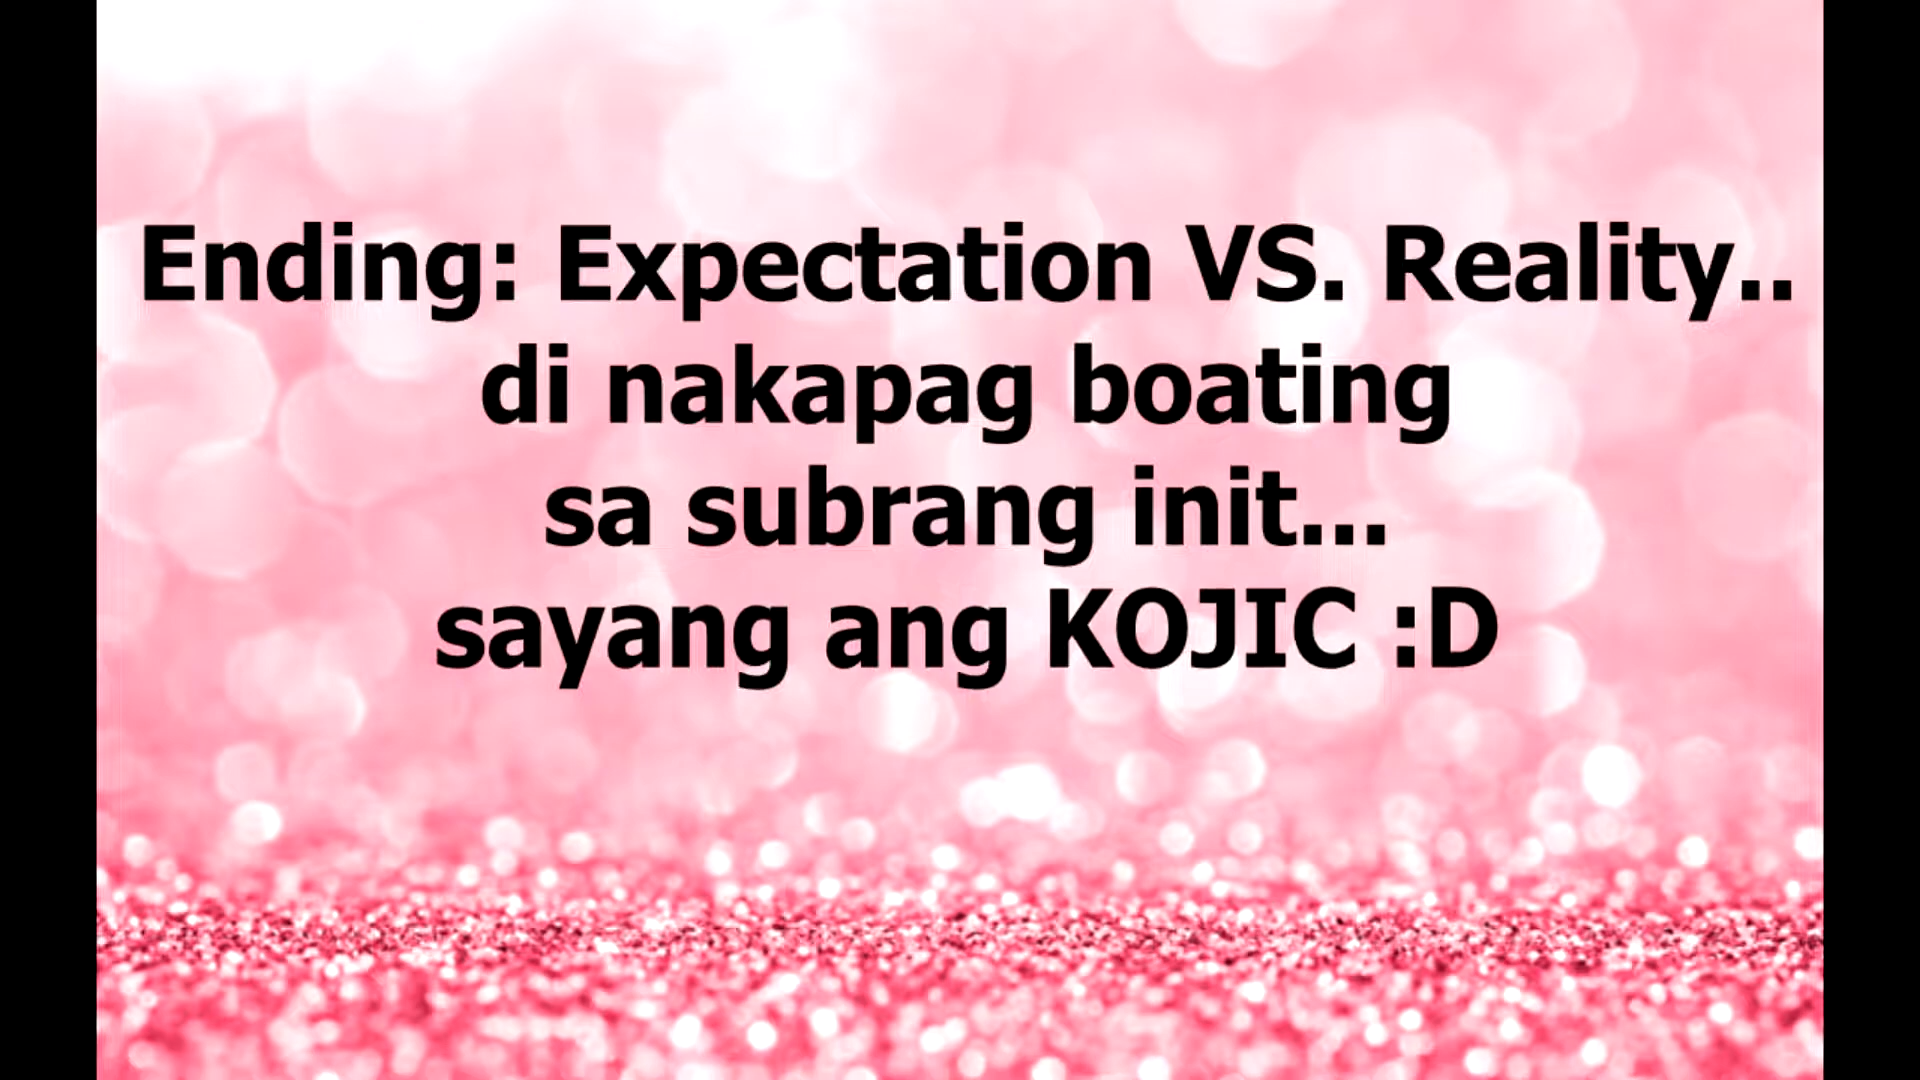 Ending: Expectation VS. Reality..
di nakapag boating
sa subrang init...
sayang ang KOJIC :D